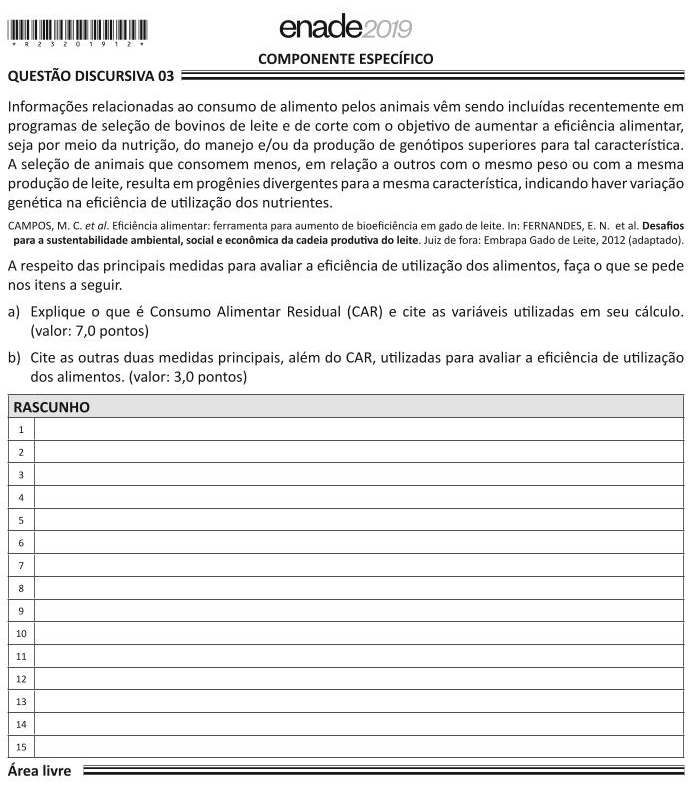 enade2019
*R2320191912*
COMPONENTE ESPECÍFICO
QUESTÃO DISCURSIVA 03
Informações relacionadas ao consumo de alimento pelos animais vêm sendo incluídas recentemente em
programas de seleção de bovinos de leite e de corte com o objetivo de aumentar a eficiência alimentar,
seja por meio da nutrição, do manejo e/ou da produção de genótipos superiores para tal característica.
A seleção de animais que consomem menos, em relação a outros com o mesmo peso ou com a mesma
produção de leite, resulta em progênies divergentes para a mesma característica, indicando haver variação
genética na eficiência de utilização dos nutrientes.
CAMPOS, M. C. et al. Eficiência alimentar: ferramenta para aumento de bioeficiência em gado de leite. In: FERNANDES, E. N. et al. Desafios
para a sustentabilidade ambiental, social e econômica da cadeia produtiva do leite. Juiz de fora: Embrapa Gado de Leite, 2012 (adaptado).
A respeito das principais medidas para avaliar a eficiência de utilização dos alimentos, faça o que se pede
nos itens a seguir.
a) Explique o que é Consumo Alimentar Residual (CAR) e cite as variáveis utilizadas em seu cálculo.
(valor: 7,0 pontos)
b) Cite as outras duas medidas principais, além do CAR, utilizadas para avaliar a eficiência de utilização
dos alimentos. (valor: 3,0 pontos)
RASCUNHO
1
2
3
4
5
6
7
8
9
10
11
12
13
14
15
Área livre